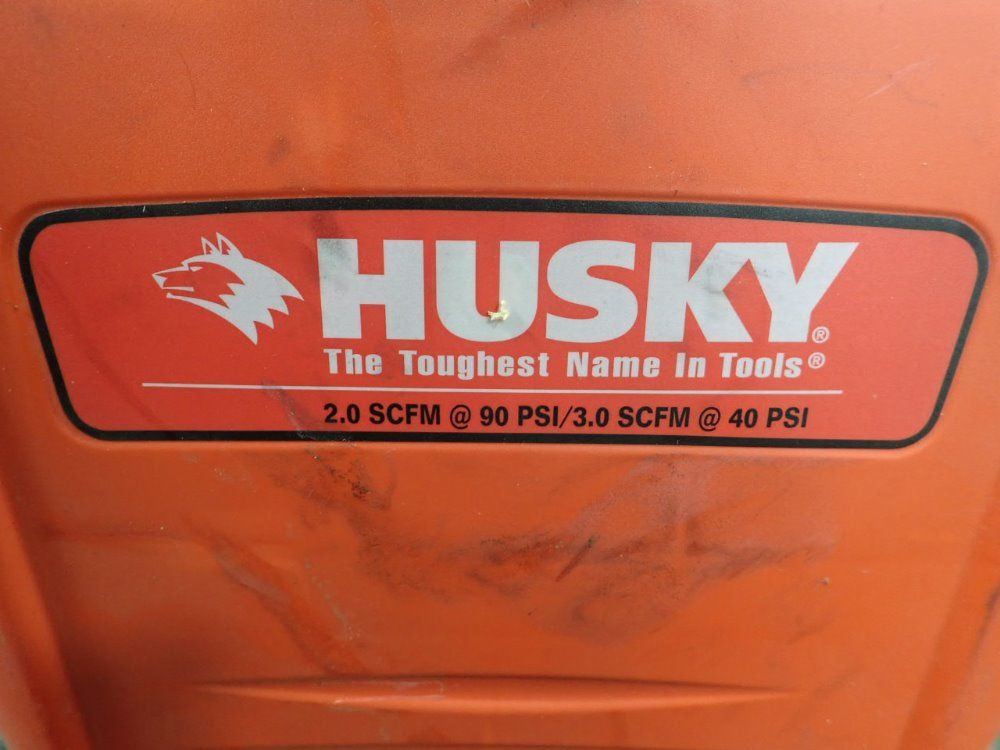 HUSKY®
The Toughest Name In Tools®
2.0 SCFM @ 90 PSI/3.0 SCFM @ 40 PSI